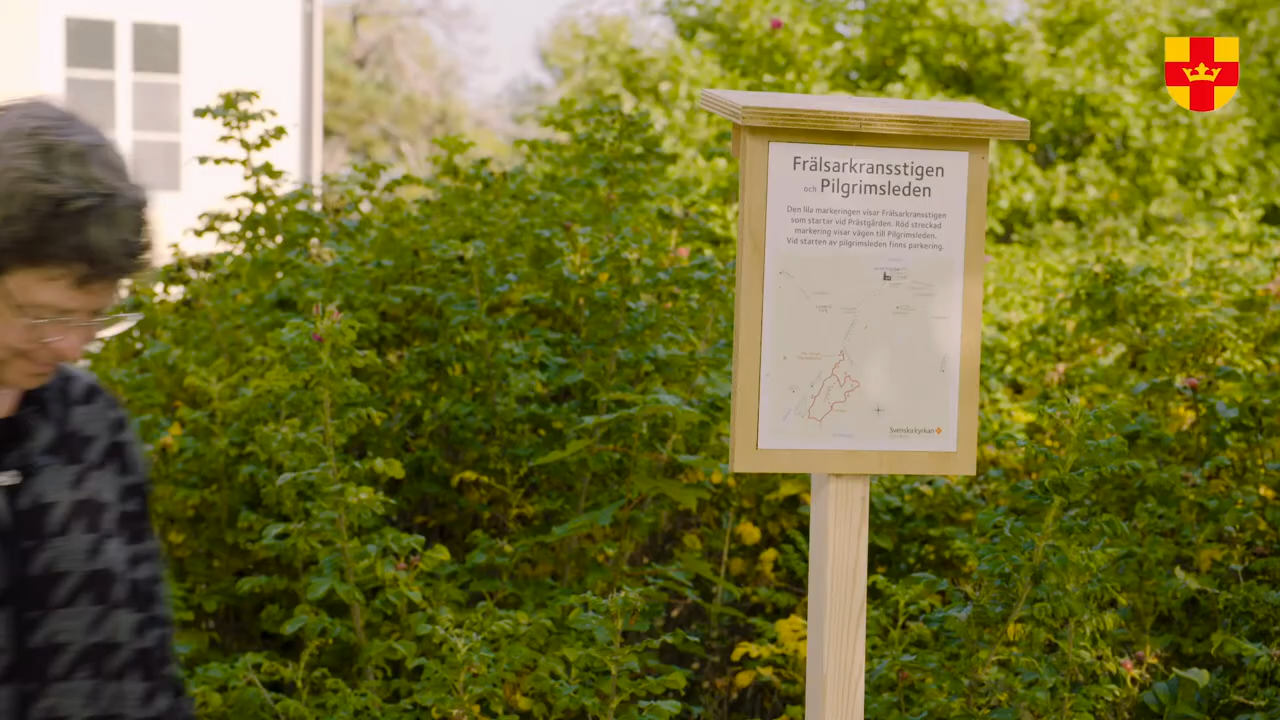 Frälsarkransstigen
och Pilgrimsleden
Den lila markeringen visar Frälsarkransstigen
som startar vid Prästgården. Röd streckad
markering visar vägen till Pilgrimsleden.
Vid starten av pilgrimsleden finns parkering.
Svenska kyrkan